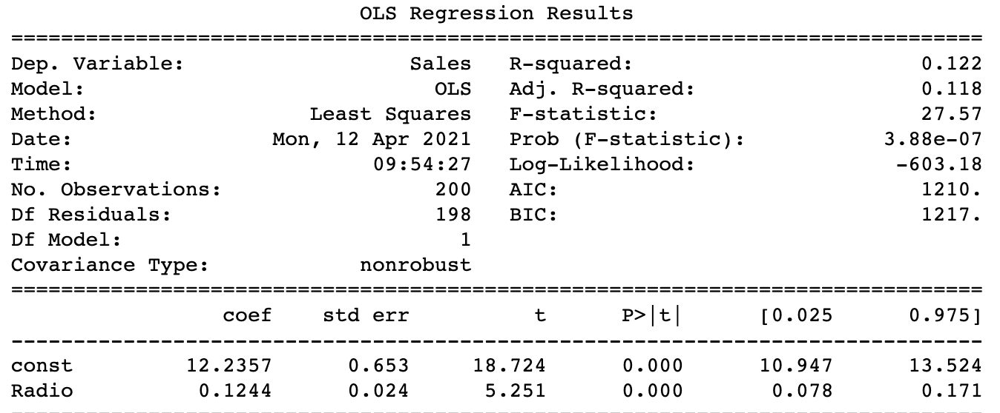 OLS Regression Results
==============================================================================
Dep. Variable: Sales R-squared: 0.122
Model: OLS Adj. R-squared: 0.118
Method: Least Squares F-statistic: 27.57
Date: Mon, 12 Apr 2021 Prob (F-statistic): 3.88e-07
Time: 09:54:27 Log-Likelihood: -603.18
No. Observations: 200 AIC: 1210.
Df Residuals: 198 BIC: 1217.
Df Model: 1
Covariance Type: nonrobust
==============================================================================
coef std err t P>|t| [0.025 0.975]
------------------------------------------------------------------------------
const 12.2357 0.653 18.724 0.000 10.947 13.524
Radio 0.1244 0.024 5.251 0.000 0.078 0.171